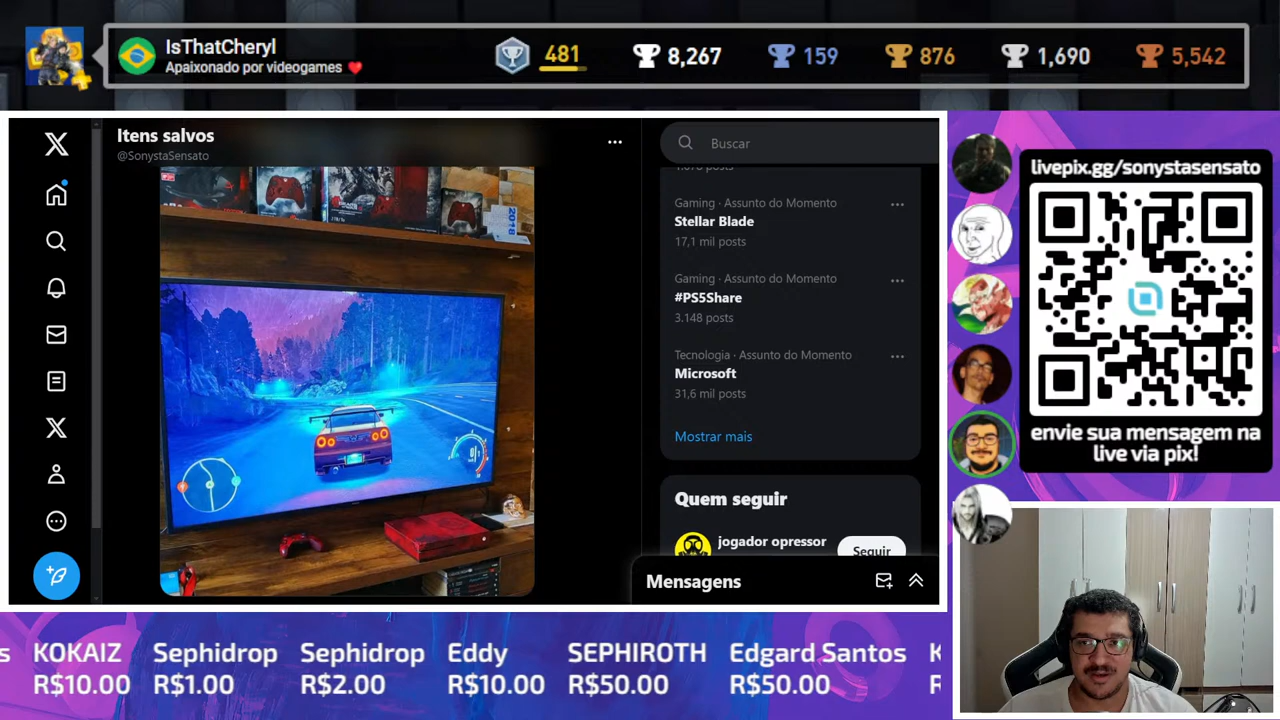 IsThatCheryl
Apaixonado por videogames ❤️
481
8,267
159
876
1,690
5,542
Itens salvos
@SonystaSensato
2018
Buscar
Gaming · Assunto do Momento
Stellar Blade
17,1 mil posts
Gaming · Assunto do Momento
#PS5Share
3.148 posts
Tecnologia · Assunto do Momento
Microsoft
31,6 mil posts
Mostrar mais
Quem seguir
jogador opressor
Seguir
Mensagens
livepix.gg/sonystasensato
envie sua mensagem na
live via pix!
s KOKAIZ Sephidrop Sephidrop Eddy SEPHIROTH Edgard Santos K
R$10.00 R$1.00 R$2.00 R$10.00 R$50.00 R$50.00 R